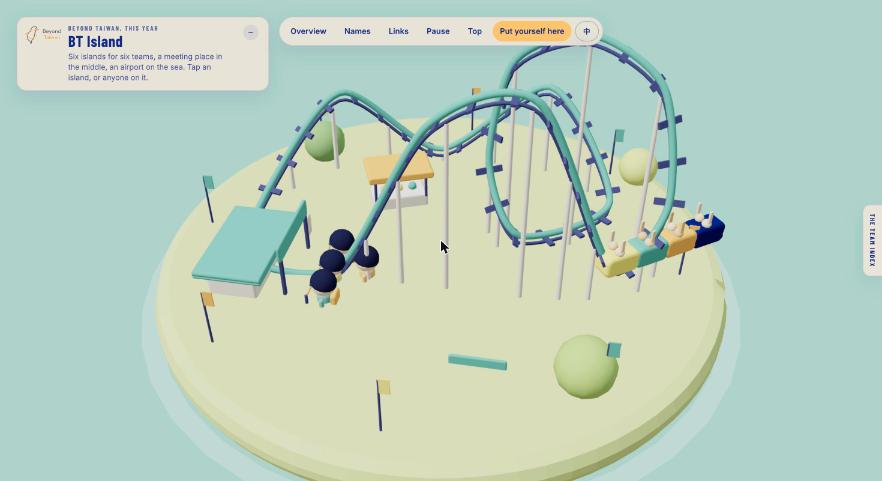 Beyond
Taiwan
BEYOND TAIWAN, THIS YEAR
BT Island
Six islands for six teams, a meeting place in
the middle, an airport on the sea. Tap an
island, or anyone on it.
–
Overview Names Links Pause Top Put yourself here 中
THE TEAM INDEX